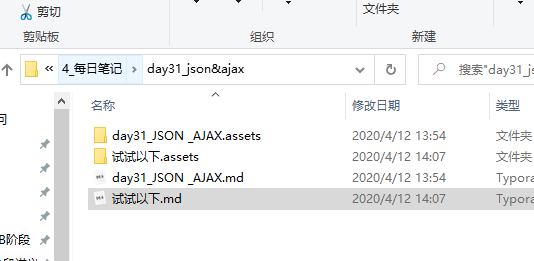 剪切
文件夹
剪贴板
组织
新建
« 4_每日笔记 › day31_json&ajax
搜索"day31_js
名称
修改日期
类型
间
day31_JSON _AJAX.assets 2020/4/12 13:54 文件夹
试试以下.assets 2020/4/12 14:07 文件夹
day31_JSON _AJAX.md 2020/4/12 13:54 Typora
试试以下.md 2020/4/12 14:07 Typora
B阶段